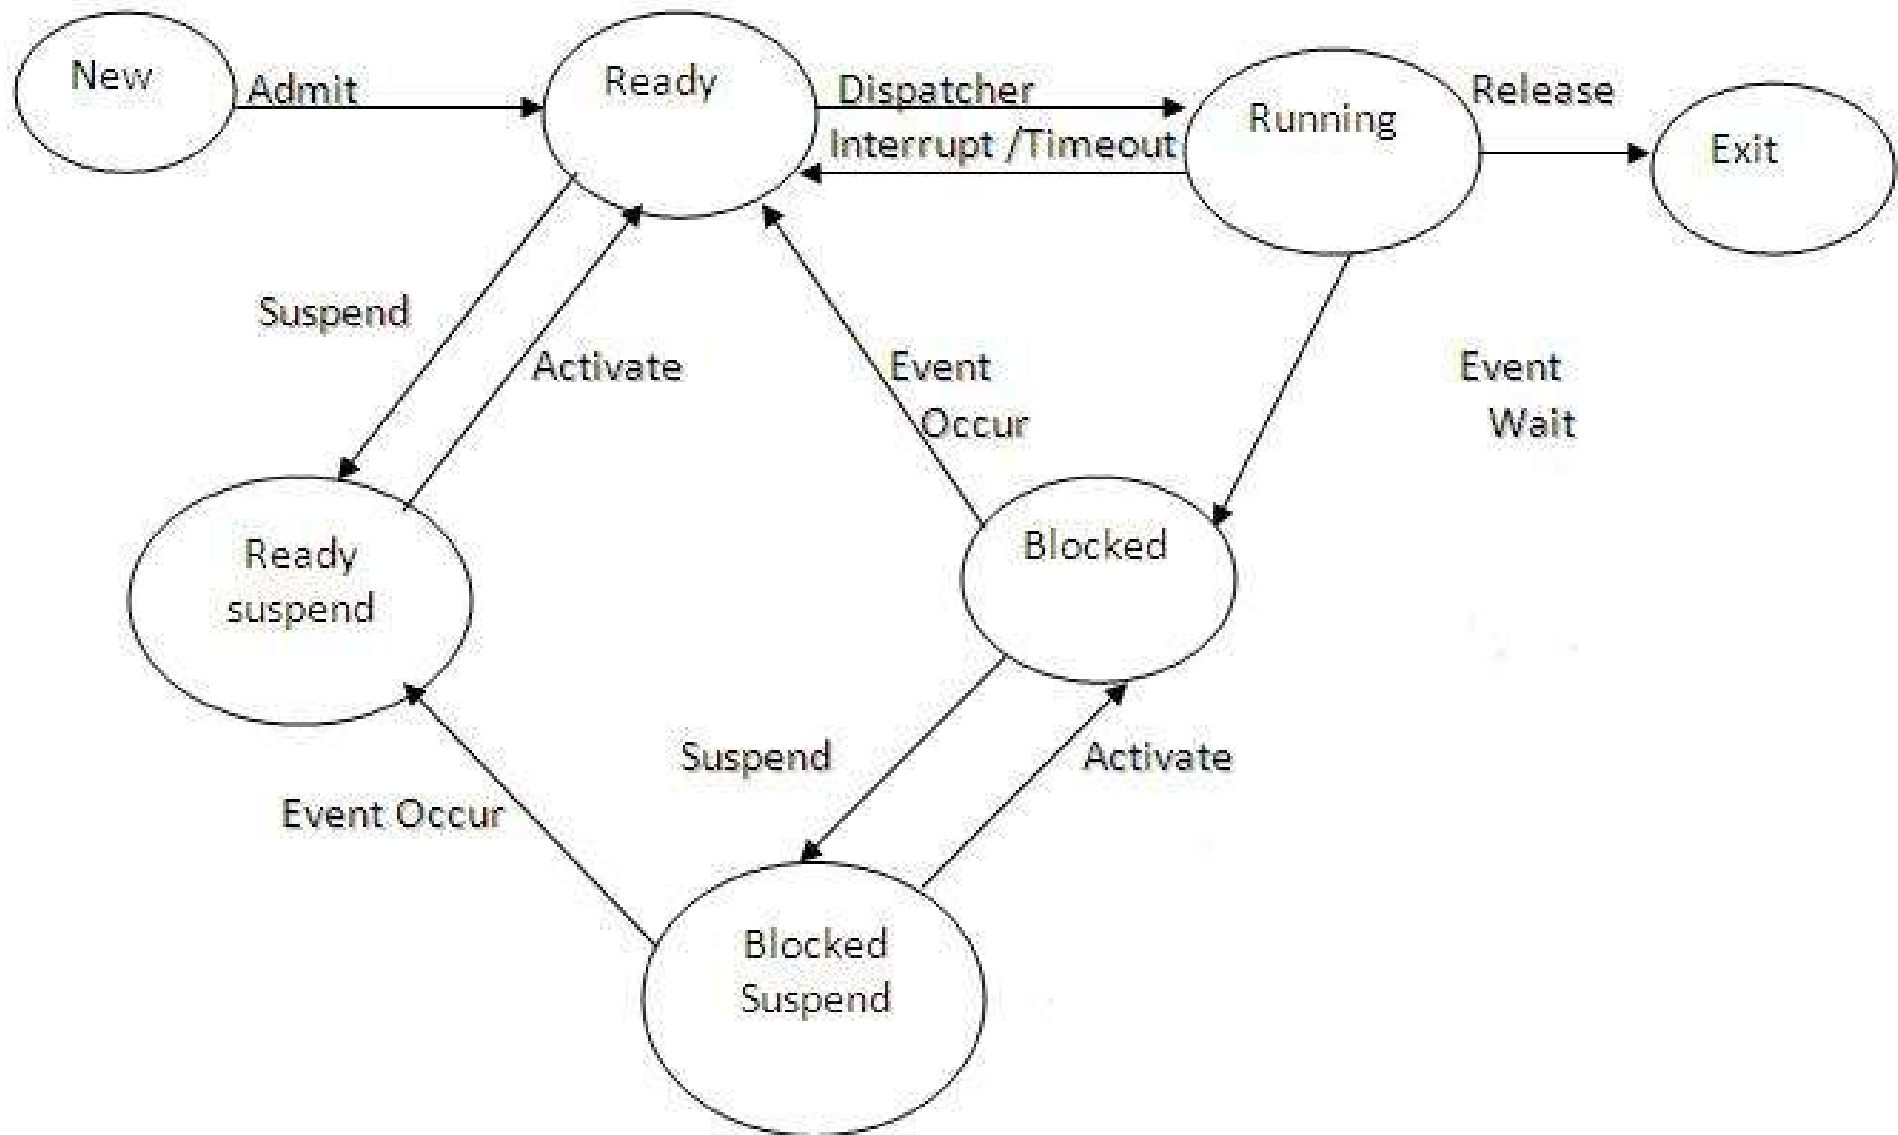 New
Admit
Ready
Dispatcher
Interrupt /Timeout
Running
Release
Exit
Suspend
Activate
Event
Occur
Event
Wait
Ready
suspend
Blocked
Suspend
Activate
Event Occur
Blocked
Suspend